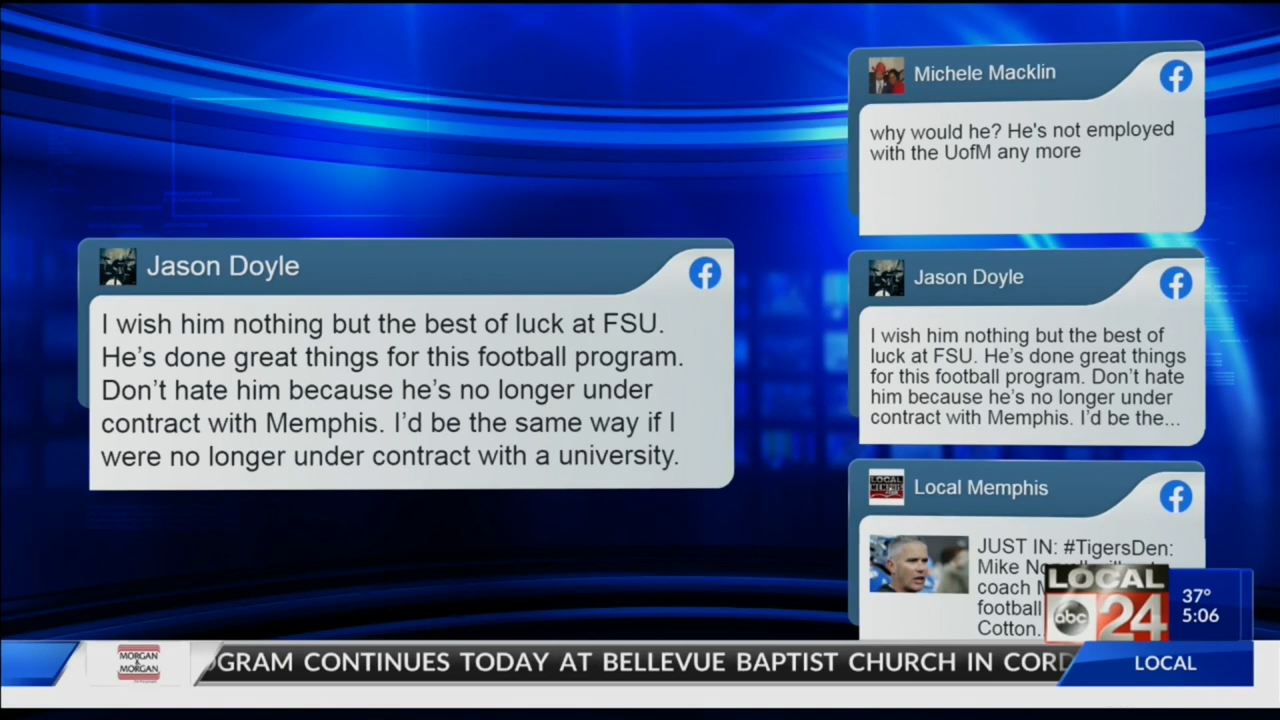 Michele Macklin
why would he? He's not employed
with the UofM any more
Jason Doyle
I wish him nothing but the best of luck at FSU.
He's done great things for this football program.
Don't hate him because he's no longer under
contract with Memphis. I'd be the same way if I
were no longer under contract with a university.
Jason Doyle
I wish him nothing but the best of
luck at FSU. He's done great things
for this football program. Don't hate
him because he's no longer under
contract with Memphis. I'd be the...
Local Memphis
JUST IN: #TigersDen:
Mike
coach
football
Cotton..
LOCAL
abc 24
37°
5:06
MORGAN
& MORGAN
OGRAM CONTINUES TODAY AT BELLEVUE BAPTIST CHURCH IN CORD
LOCAL